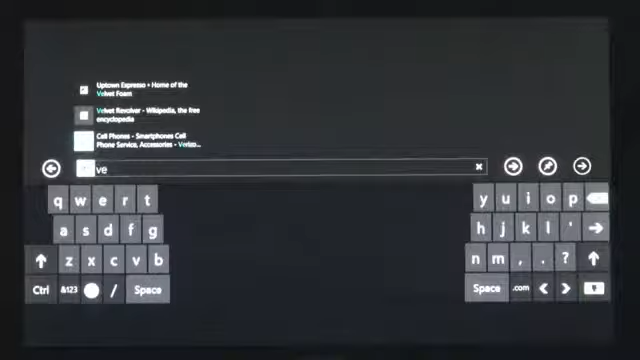 Uptown Espresso - Home of the
Velvet Foam
Velvet Revolver - Wikipedia, the free
encyclopedia
Cell Phones - Smartphones Cell
Phone Service, Accessories - Verizo...
ve
q w e r t y u i o p
a s d f g h j k l '
z x c v b n m , . ?
Ctrl &123 / Space Space .com < >